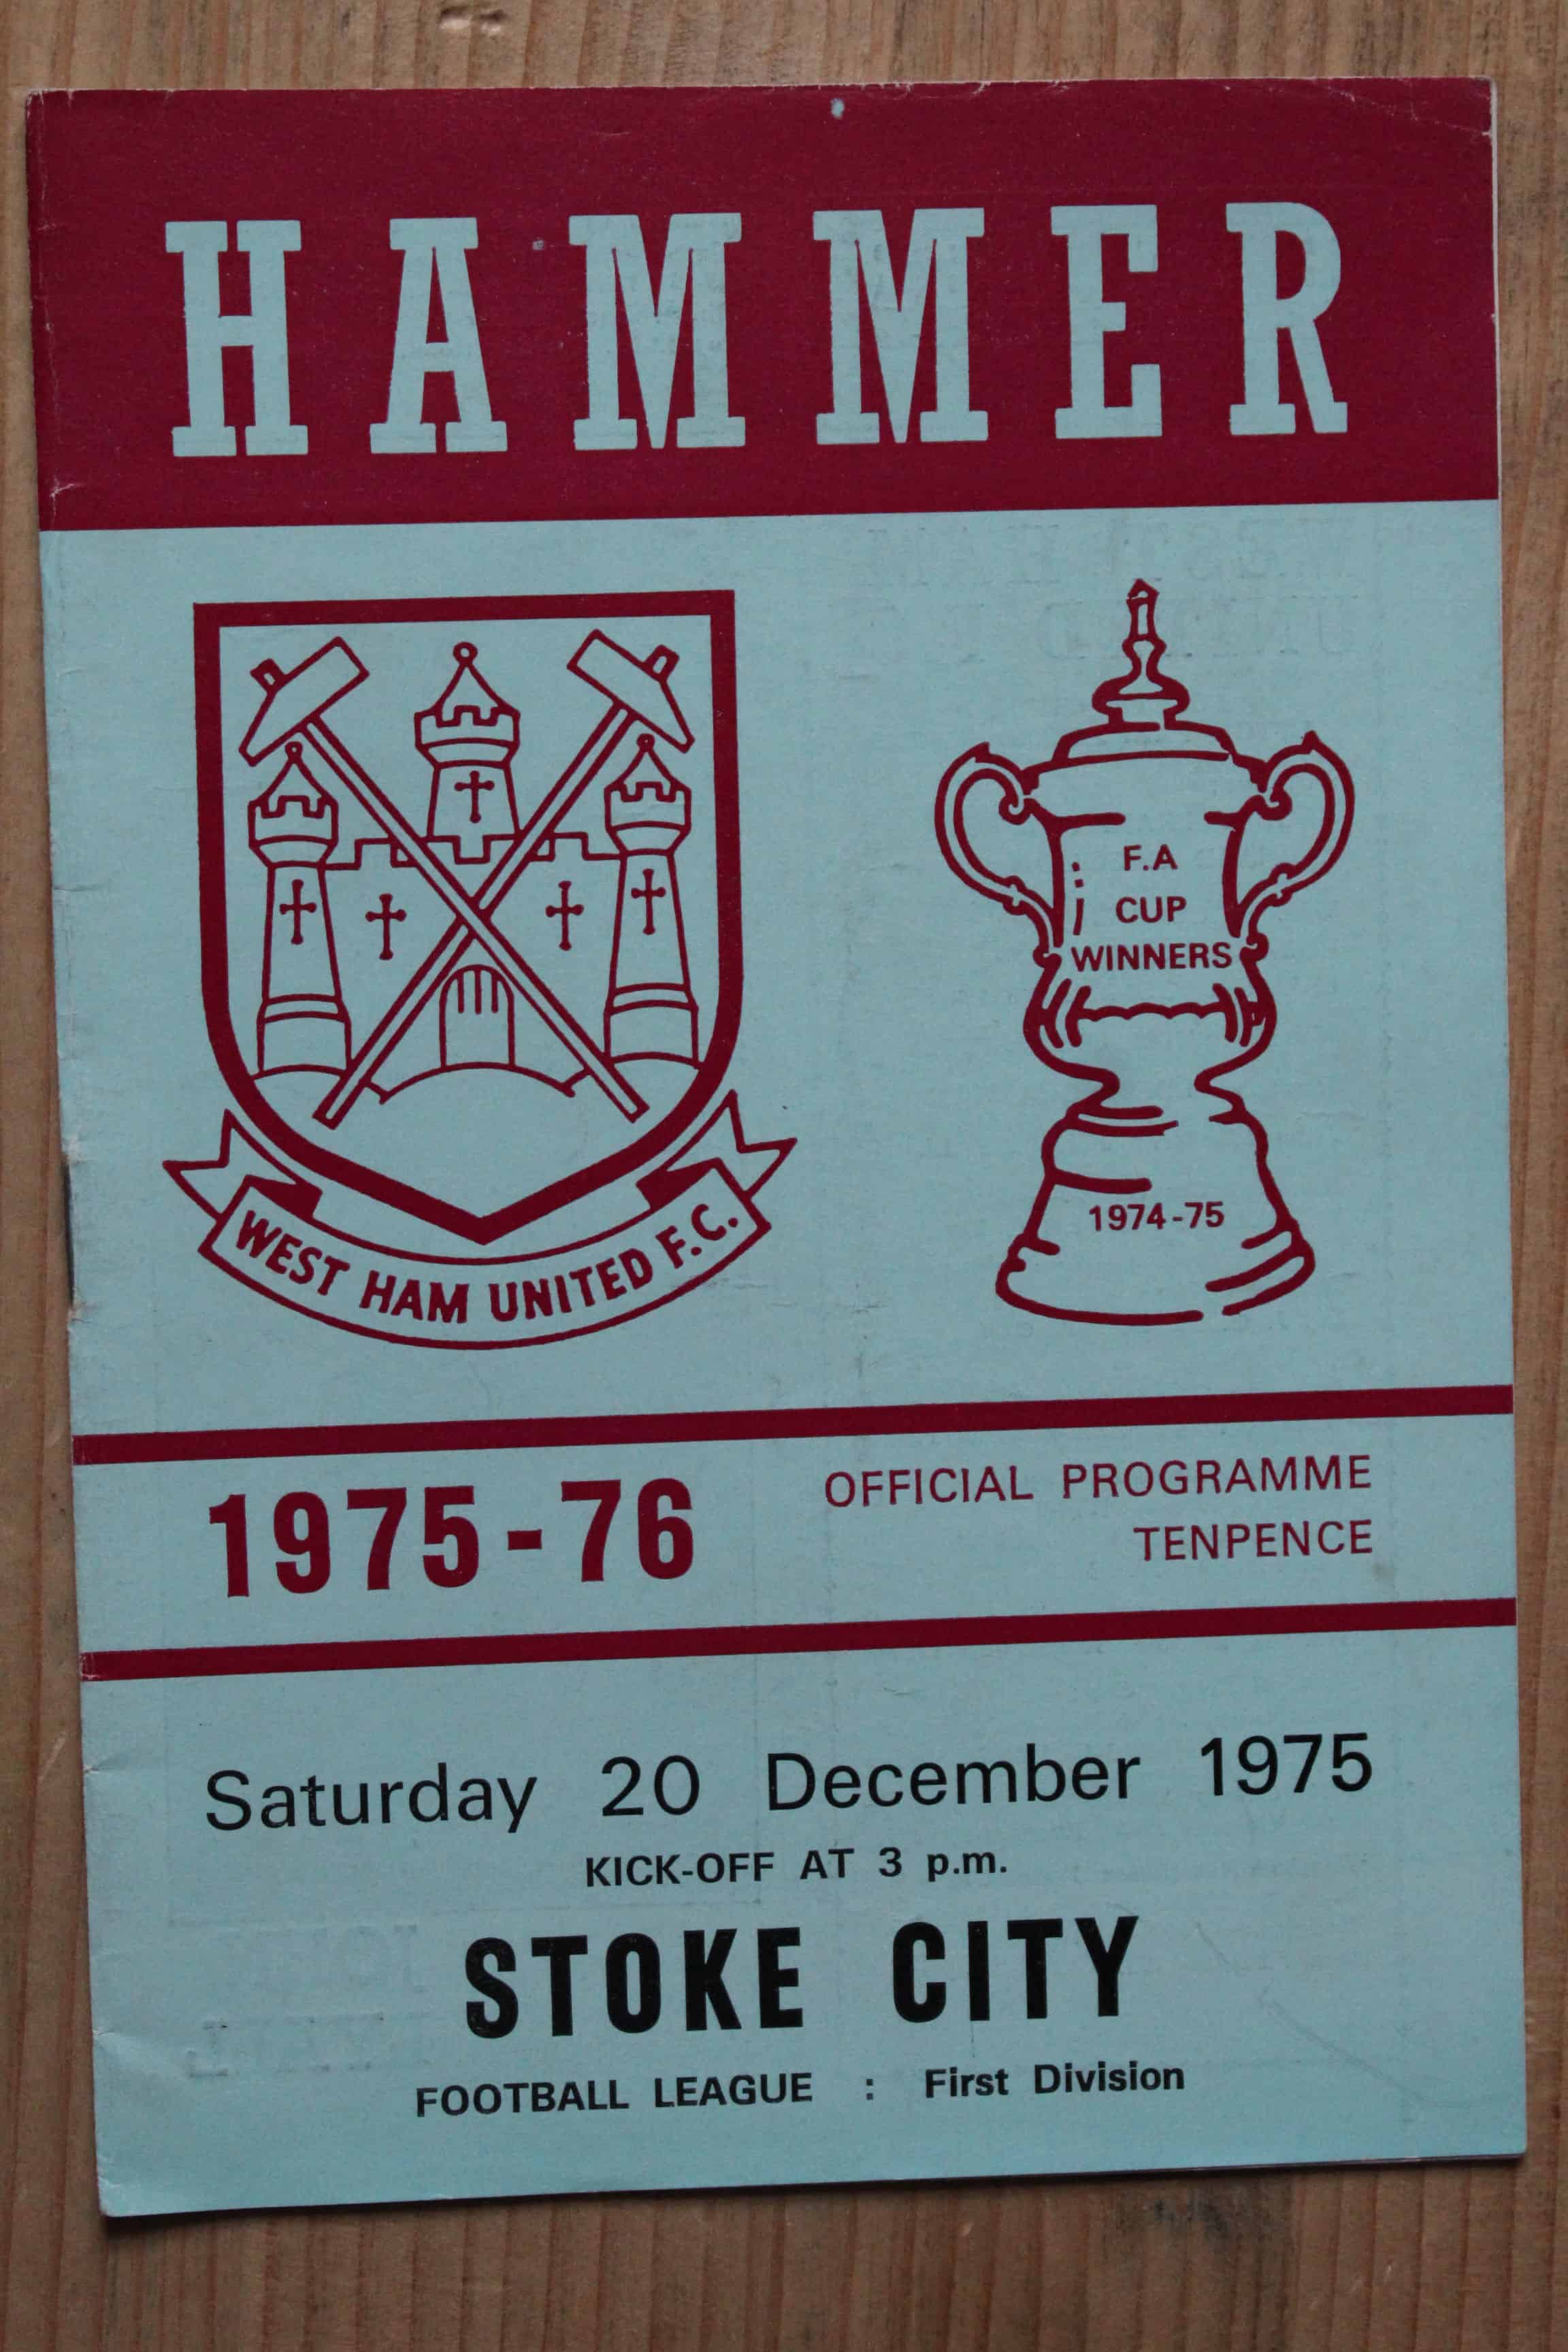 HAMMER
F.A
CUP
WINNERS
1974-75
WEST HAM UNITED F.C.
1975-76
OFFICIAL PROGRAMME
TENPENCE
Saturday 20 December 1975
KICK-OFF AT 3 p.m.
STOKE CITY
FOOTBALL LEAGUE : First Division